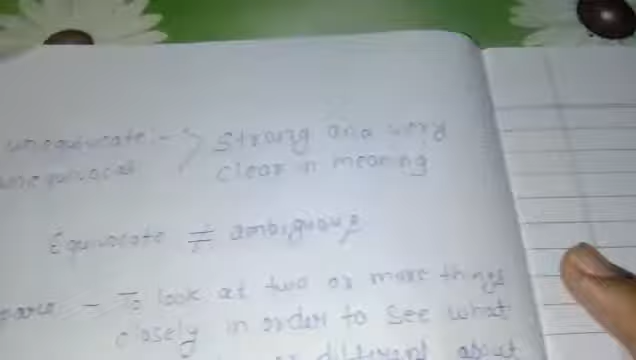 Strong and very
unequivocal clear in meaning
Equivocate ≠ ambiguous
- To look at two or more things
closely in order to see what
or different about